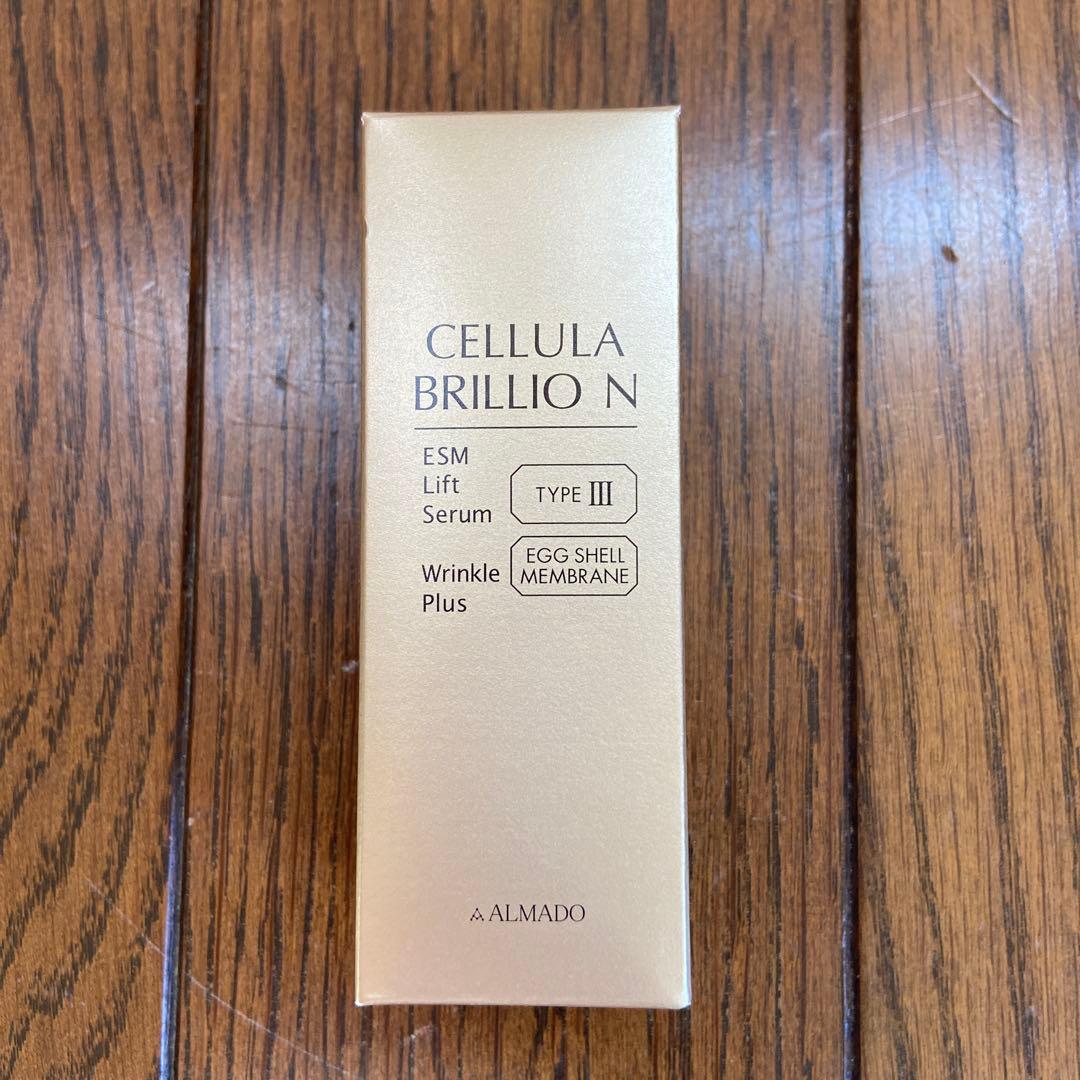 CELLULA
BRILLIO N
ESM
Lift
Serum
TYPE III
Wrinkle
Plus
EGG SHELL
MEMBRANE
ALMADO